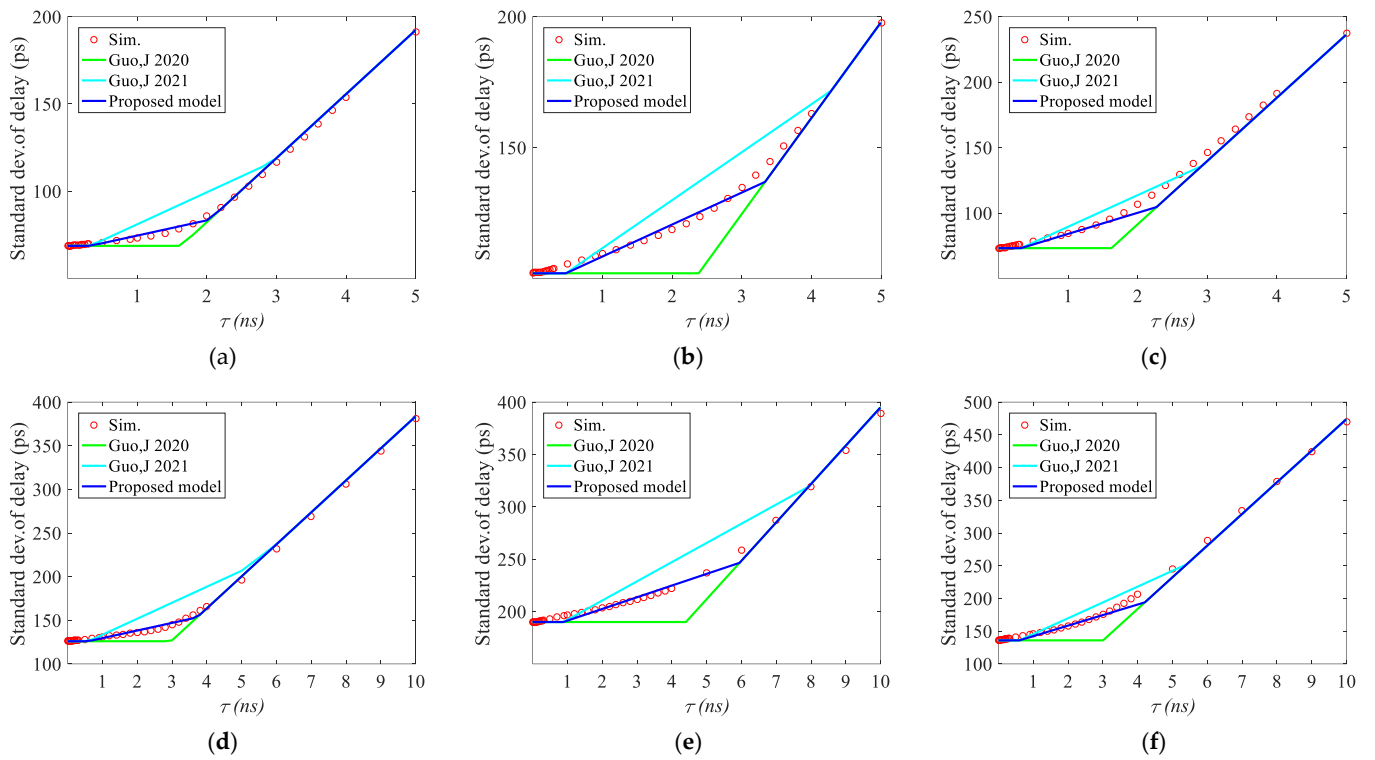 Standard dev.of delay (ps)
200
150
100
Sim.
Guo,J 2020
Guo,J 2021
Proposed model
1 2 3 4 5
τ (ns)
(a)
Standard dev.of delay (ps)
200
150
Sim.
Guo,J 2020
Guo,J 2021
Proposed model
1 2 3 4 5
τ (ns)
(b)
Standard dev.of delay (ps)
250
200
150
100
Sim.
Guo,J 2020
Guo,J 2021
Proposed model
1 2 3 4 5
τ (ns)
(c)
Standard dev.of delay (ps)
400
350
300
250
200
150
100
Sim.
Guo,J 2020
Guo,J 2021
Proposed model
1 2 3 4 5 6 7 8 9 10
τ (ns)
(d)
Standard dev.of delay (ps)
400
350
300
250
200
Sim.
Guo,J 2020
Guo,J 2021
Proposed model
1 2 3 4 5 6 7 8 9 10
τ (ns)
(e)
Standard dev.of delay (ps)
500
450
400
350
300
250
200
150
100
Sim.
Guo,J 2020
Guo,J 2021
Proposed model
1 2 3 4 5 6 7 8 9 10
τ (ns)
(f)